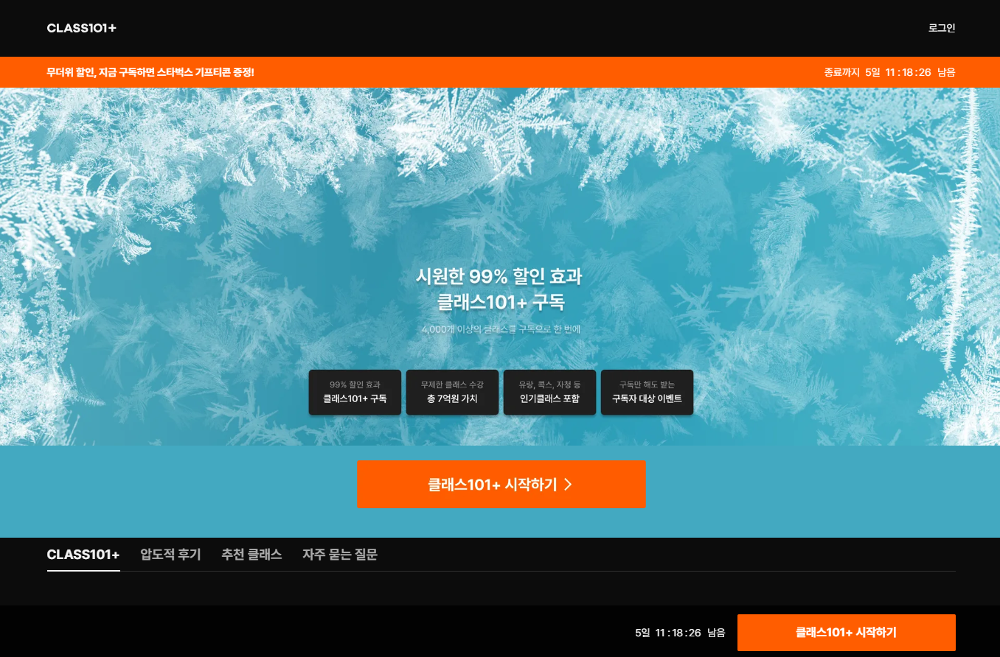 CLASS101+
로그인
무더위 할인, 지금 구독하면 스타벅스 기프티콘 증정!
종료까지 5일 11:18:26 남음
시원한 99% 할인 효과
클래스101+ 구독
4,000개 이상의 클래스를 구독으로 한 번에
99% 할인 효과
클래스101+ 구독
무제한 클래스 수강
총 7억원 가치
유랑, 콕스, 자청 등
인기클래스 포함
구독만 해도 받는
구독자 대상 이벤트
클래스101+ 시작하기 >
CLASS101+ 압도적 후기 추천 클래스 자주 묻는 질문
5일 11:18:26 남음
클래스101+ 시작하기